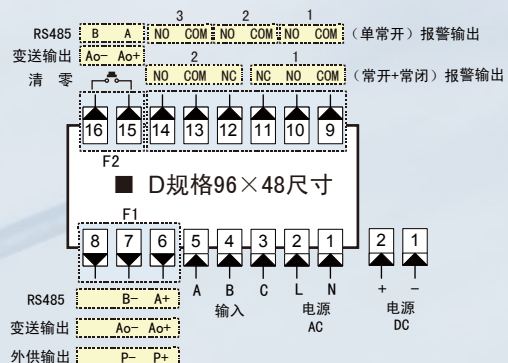 3 2 1
RS485 B A NO COM NO COM NO COM (单常开)报警输出
变送输出 Ao- Ao+ 2 1
清 零 NO COM NC NC NO COM (常开+常闭)报警输出
16 15 14 13 12 11 10 9
F2
■ D规格96×48尺寸
F1
8 7 6 5 4 3 2 1 2 1
A B C L N + -
RS485 B- A+ 输入 电源 电源
AC DC
变送输出 Ao- Ao+
外供输出 P- P+